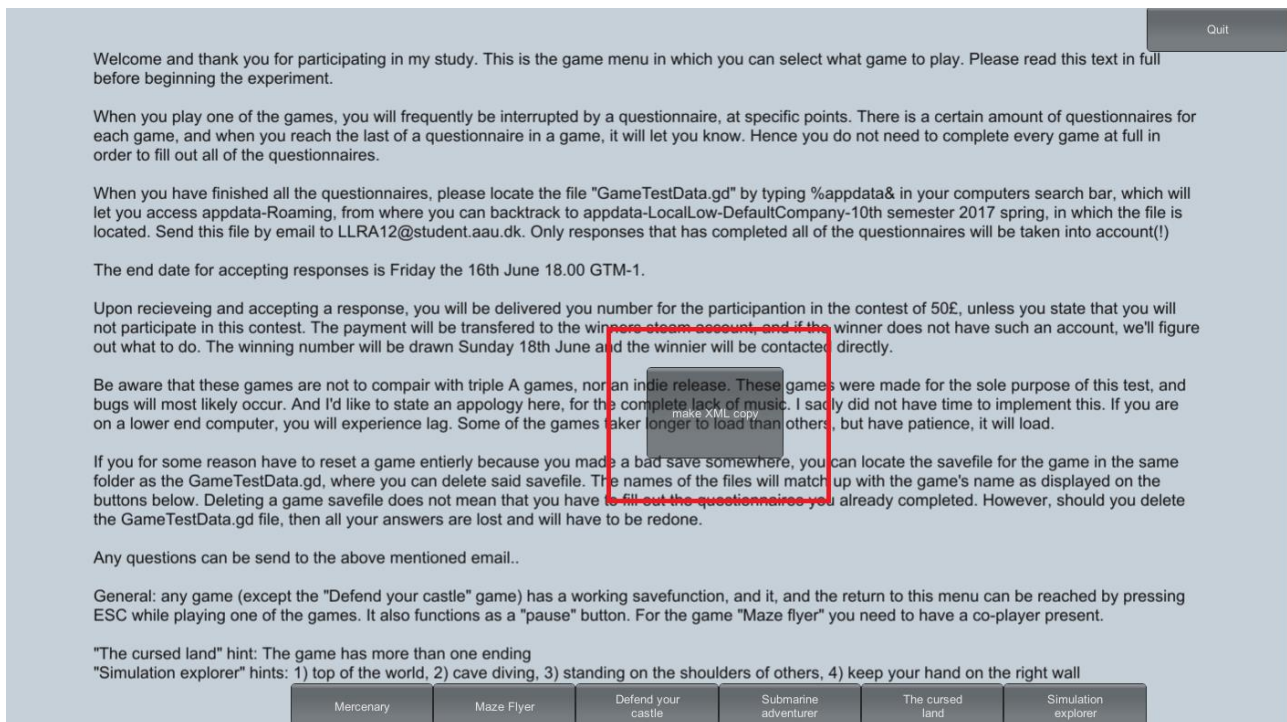 Quit
Welcome and thank you for participating in my study. This is the game menu in which you can select what game to play. Please read this text in full
before beginning the experiment.
When you play one of the games, you will frequently be interrupted by a questionnaire, at specific points. There is a certain amount of questionnaires for
each game, and when you reach the last of a questionnaire in a game, it will let you know. Hence you do not need to complete every game at full in
order to fill out all of the questionnaires.
When you have finished all the questionnaires, please locate the file "GameTestData.gd" by typing %appdata& in your computers search bar, which will
let you access appdata-Roaming, from where you can backtrack to appdata-LocalLow-DefaultCompany-10th semester 2017 spring, in which the file is
located. Send this file by email to LLRA12@student.aau.dk. Only responses that has completed all of the questionnaires will be taken into account(!)
The end date for accepting responses is Friday the 16th June 18.00 GTM-1.
Upon recieveing and accepting a response, you will be delivered you number for the participantion in the contest of 50£, unless you state that you will
not participate in this contest. The payment will be transfered to the winners steam account, and if the winner does not have such an account, we'll figure
out what to do. The winning number will be drawn Sunday 18th June and the winnier will be contacted directly.
Be aware that these games are not to compair with triple A games, nor an indie release. These games were made for the sole purpose of this test, and
bugs will most likely occur. And I'd like to state an appology here, for the complete lack of music. I sadly did not have time to implement this. If you are
make XML copy
on a lower end computer, you will experience lag. Some of the games taker longer to load than others, but have patience, it will load.
If you for some reason have to reset a game entierly because you made a bad save somewhere, you can locate the savefile for the game in the same
folder as the GameTestData.gd, where you can delete said savefile. The names of the files will match up with the game's name as displayed on the
buttons below. Deleting a game savefile does not mean that you have to fill out the questionnaires you already completed. However, should you delete
the GameTestData.gd file, then all your answers are lost and will have to be redone.
Any questions can be send to the above mentioned email..
General: any game (except the "Defend your castle" game) has a working savefunction, and it, and the return to this menu can be reached by pressing
ESC while playing one of the games. It also functions as a "pause" button. For the game "Maze flyer" you need to have a co-player present.
"The cursed land" hint: The game has more than one ending
"Simulation explorer" hints: 1) top of the world, 2) cave diving, 3) standing on the shoulders of others, 4) keep your hand on the right wall
Mercenary
Maze Flyer
Defend your
castle
Submarine
adventurer
The cursed
land
Simulation
explorer